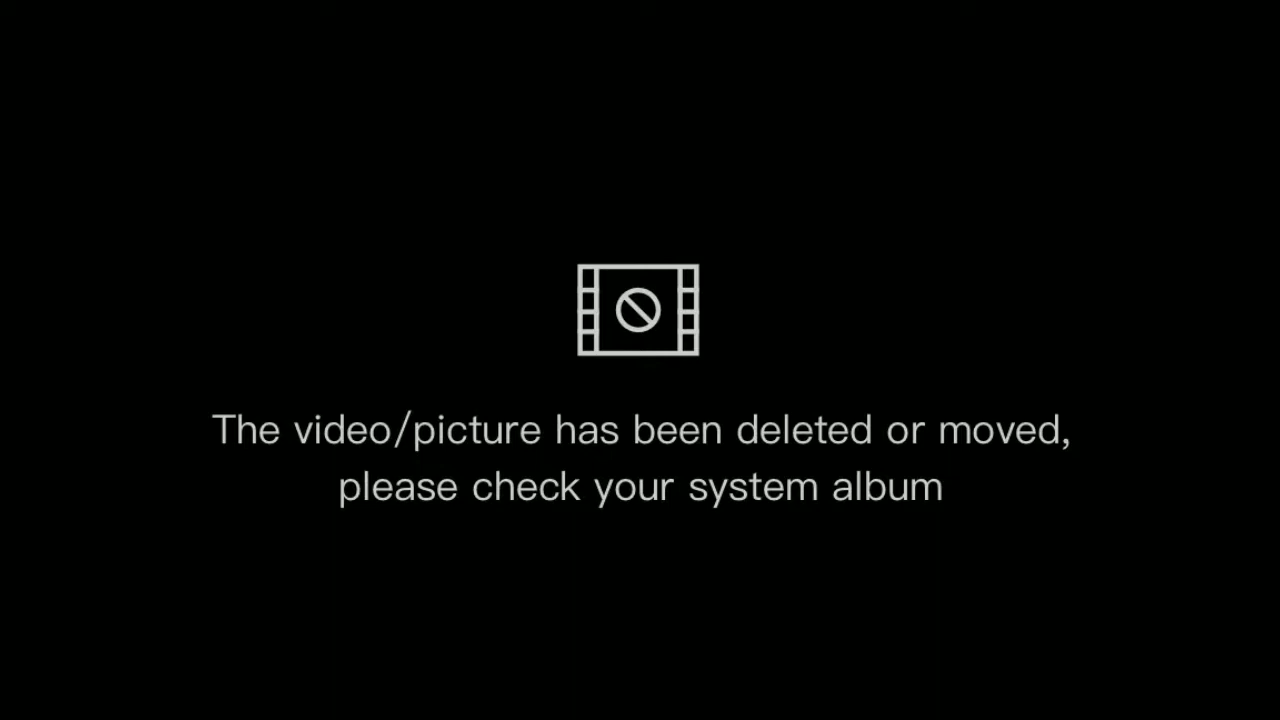 The video/picture has been deleted or moved,
please check your system album